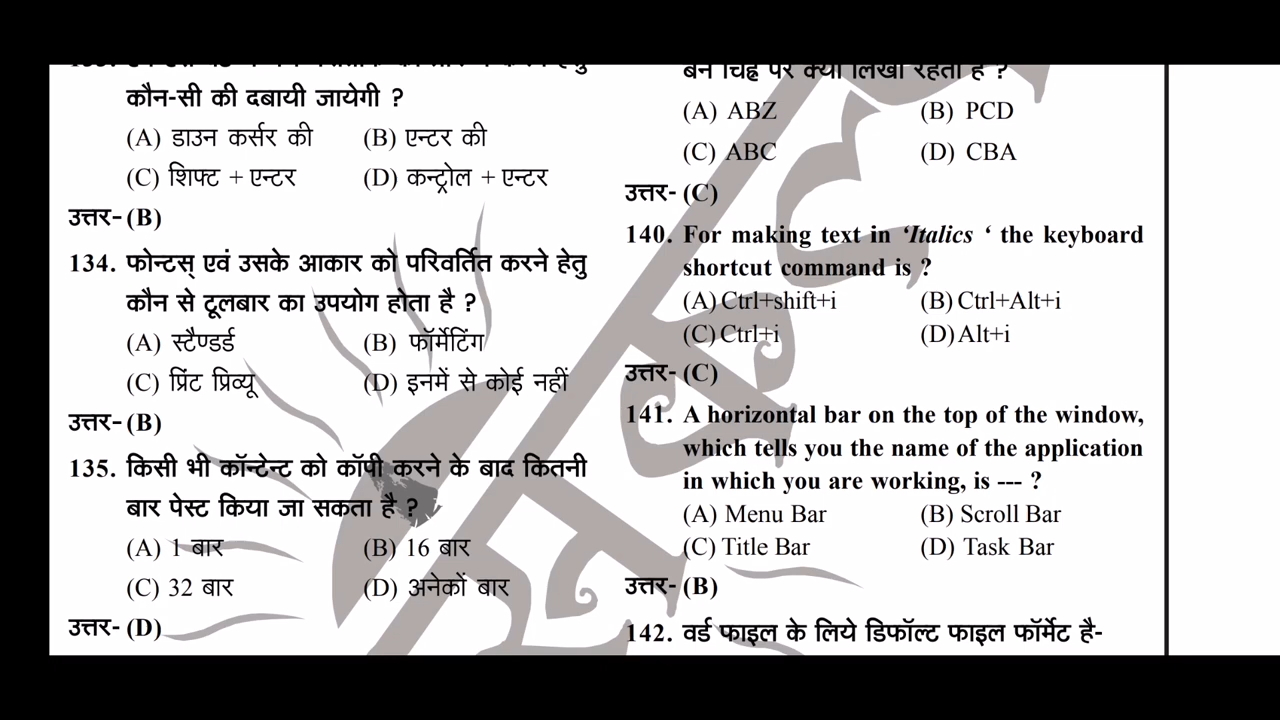 कौन-सी की दबायी जायेगी ?
(A) डाउन कर्सर की (B) एन्टर की
(C) शिफ्ट + एन्टर (D) कन्ट्रोल + एन्टर
उत्तर- (B)
134. फोन्टस् एवं उसके आकार को परिवर्तित करने हेतु
कौन से टूलबार का उपयोग होता है ?
(A) स्टैण्डर्ड (B) फॉर्मेटिंग
(C) प्रिंट प्रिव्यू (D) इनमें से कोई नहीं
उत्तर- (B)
135. किसी भी कॉन्टेन्ट को कॉपी करने के बाद कितनी
बार पेस्ट किया जा सकता है ?
(A) 1 बार (B) 16 बार
(C) 32 बार (D) अनेकों बार
उत्तर- (D)
बने चिह्न पर क्या लिखा रहता है ?
(A) ABZ (B) PCD
(C) ABC (D) CBA
उत्तर- (C)
140. For making text in ‘Italics ‘ the keyboard
shortcut command is ?
(A) Ctrl+shift+i (B) Ctrl+Alt+i
(C) Ctrl+i (D) Alt+i
उत्तर- (C)
141. A horizontal bar on the top of the window,
which tells you the name of the application
in which you are working, is --- ?
(A) Menu Bar (B) Scroll Bar
(C) Title Bar (D) Task Bar
उत्तर- (B)
142. वर्ड फाइल के लिये डिफॉल्ट फाइल फॉर्मेट है-